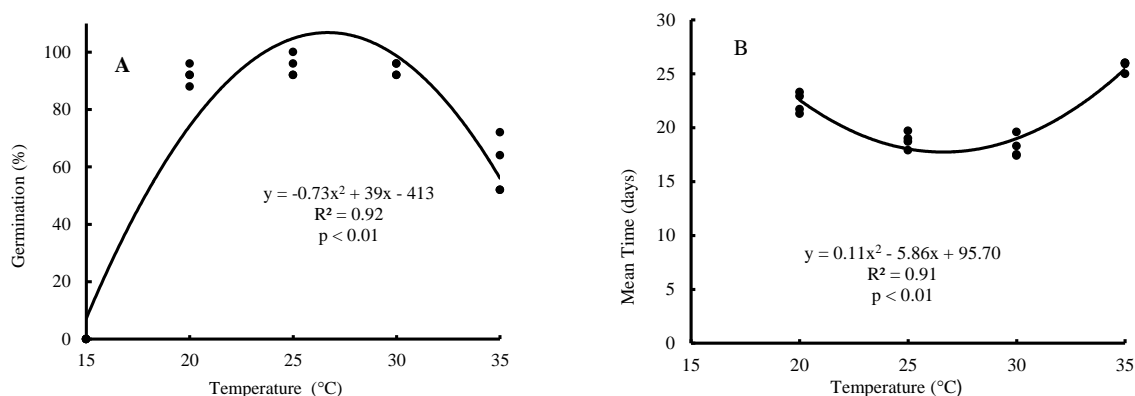 A
Germination (%)
100
80
60
40
20
0
y = -0.73x² + 39x - 413
R² = 0.92
p < 0.01
15 20 25 30 35
Temperature (°C)
B
Mean Time (days)
30
25
20
15
10
5
0
y = 0.11x² - 5.86x + 95.70
R² = 0.91
p < 0.01
15 20 25 30 35
Temperature (°C)